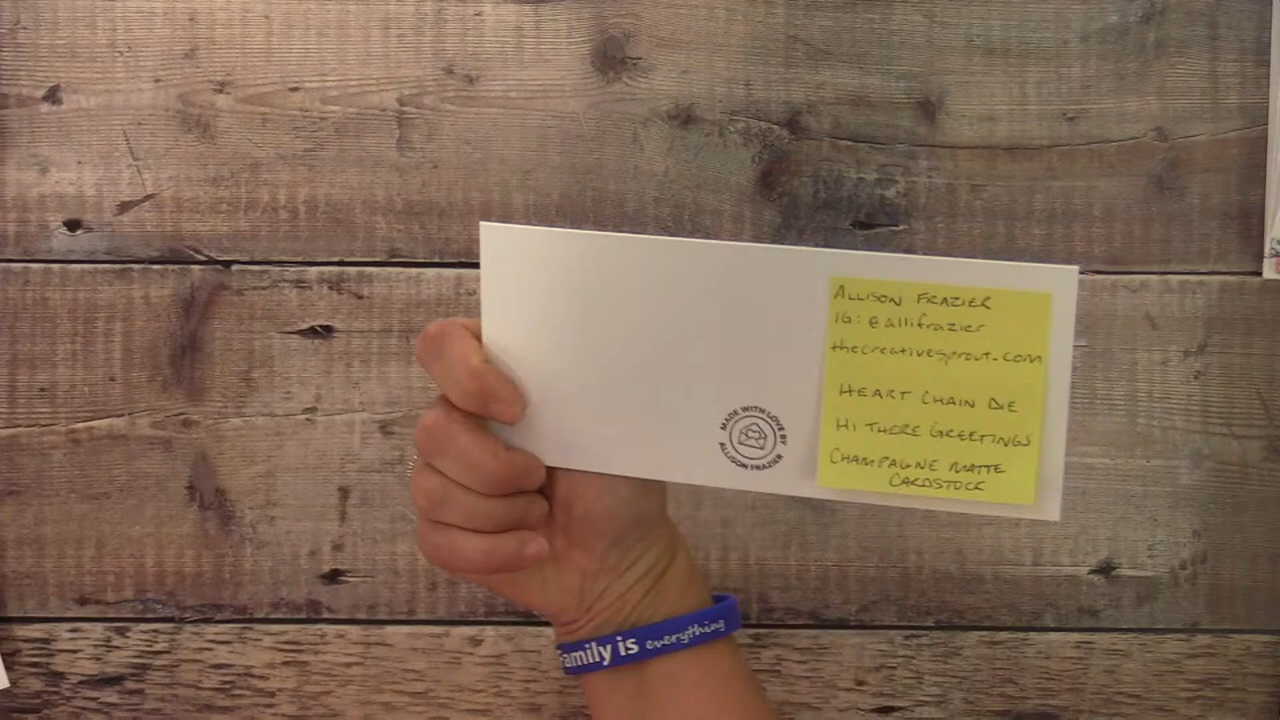 ALLISON FRAZIER
IG: @allifrazier
thecreativesprout.com
HEART CHAIN DIE
HI THERE GREETINGS
CHAMPAGNE MATTE
CARDSTOCK
MADE WITH LOVE BY
ALLISON FRAZIER
Family is everything